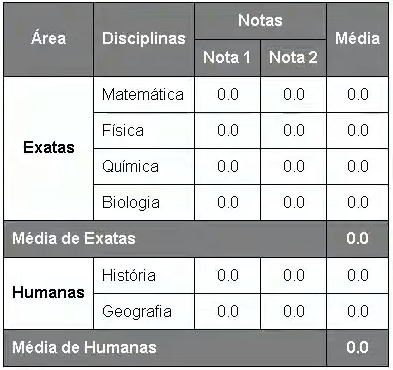 Área Disciplinas Notas Média
Nota 1 Nota 2
Exatas
Matemática 0.0 0.0 0.0
Física 0.0 0.0 0.0
Química 0.0 0.0 0.0
Biologia 0.0 0.0 0.0
Média de Exatas 0.0
Humanas
História 0.0 0.0 0.0
Geografia 0.0 0.0 0.0
Média de Humanas 0.0